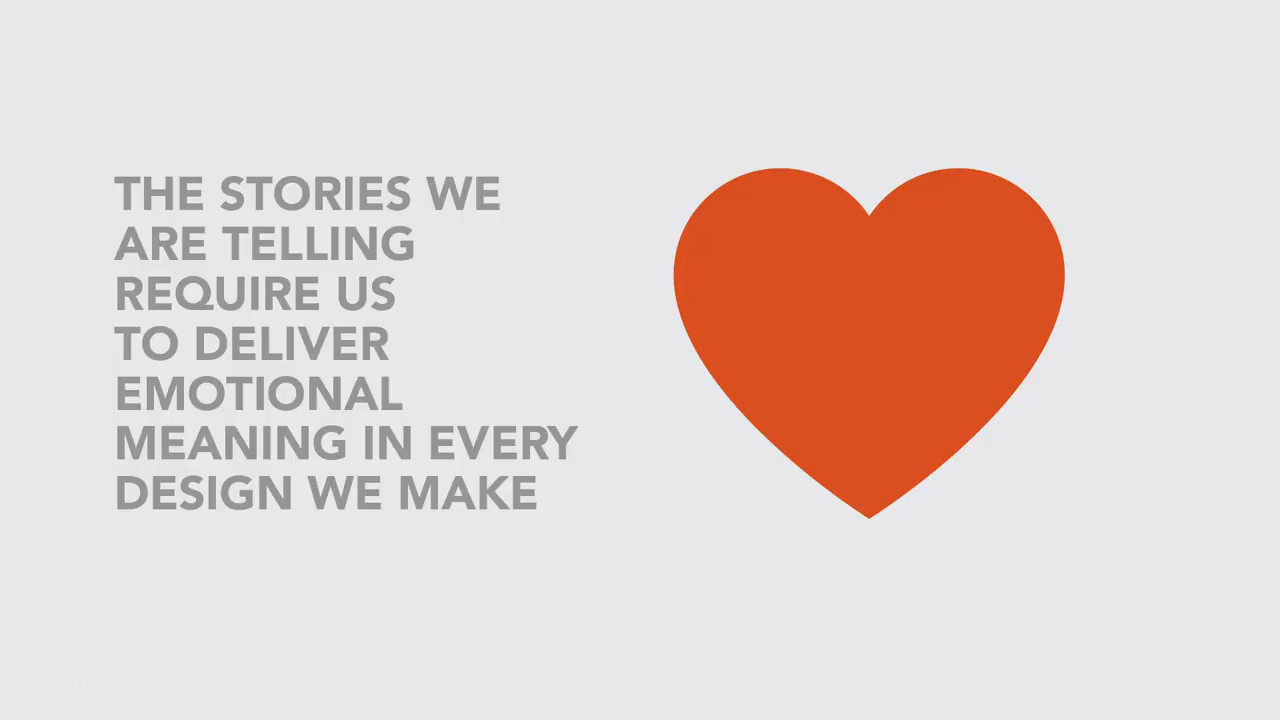 THE STORIES WE
ARE TELLING
REQUIRE US
TO DELIVER
EMOTIONAL
MEANING IN EVERY
DESIGN WE MAKE